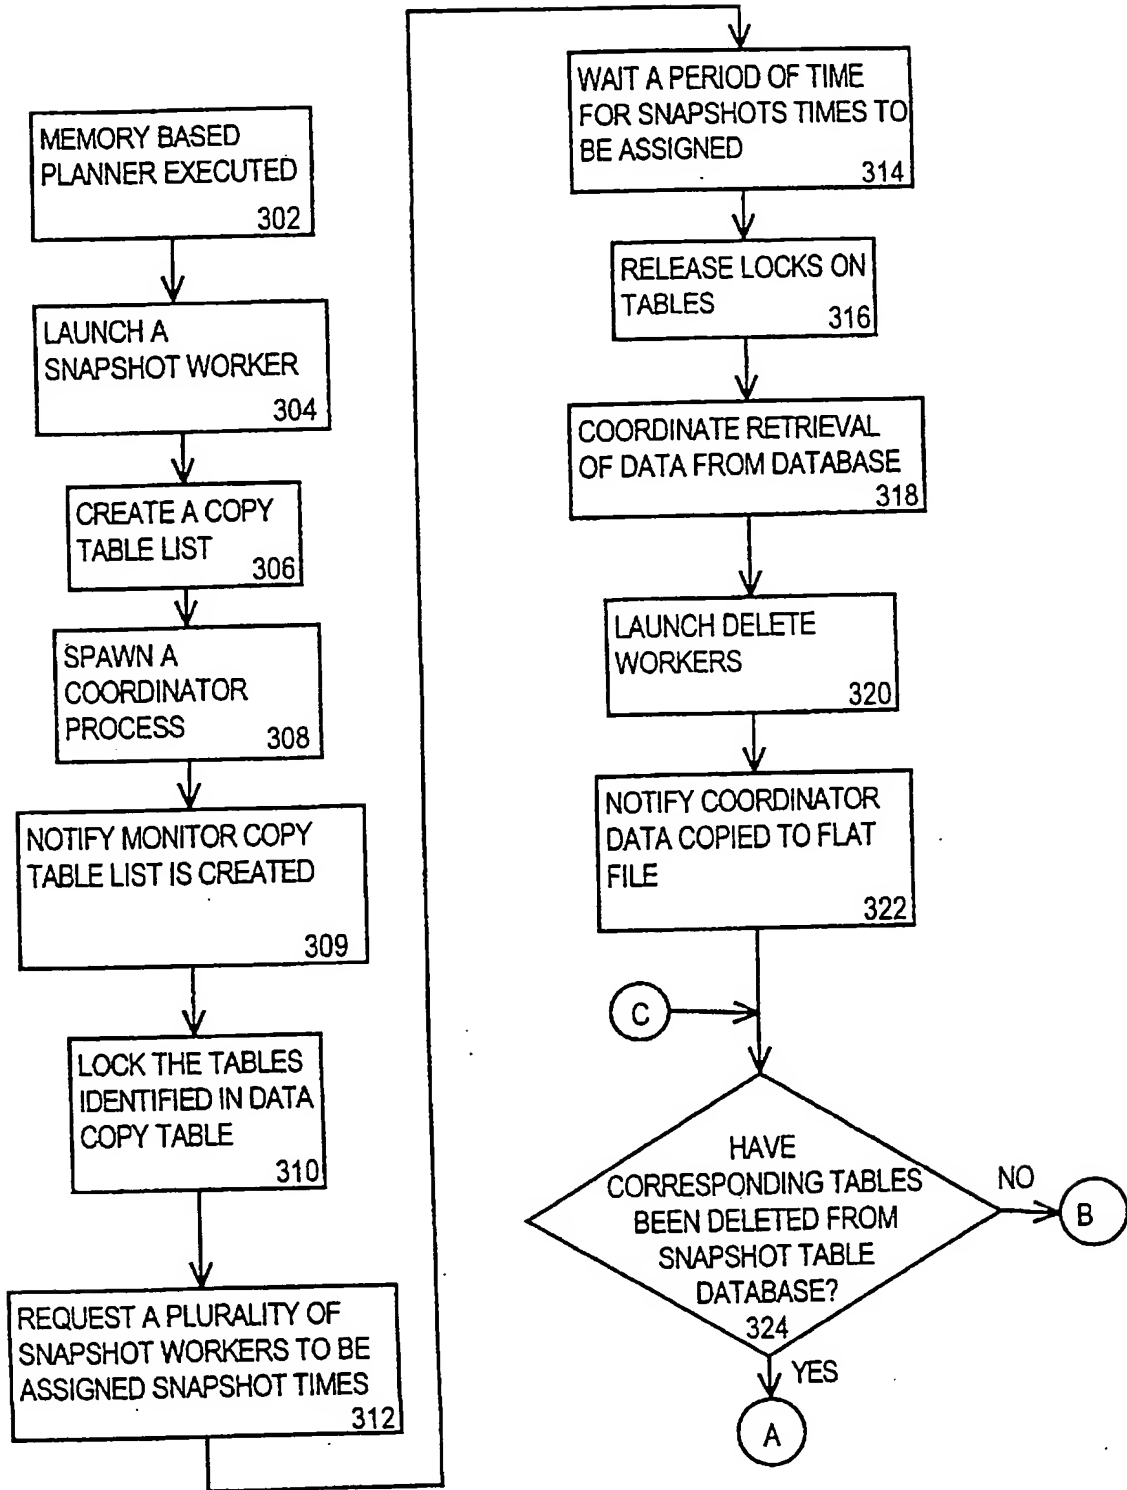 MEMORY BASED
PLANNER EXECUTED
302
LAUNCH A
SNAPSHOT WORKER
304
CREATE A COPY
TABLE LIST
306
SPAWN A
COORDINATOR
PROCESS
308
NOTIFY MONITOR COPY
TABLE LIST IS CREATED
309
LOCK THE TABLES
IDENTIFIED IN DATA
COPY TABLE
310
REQUEST A PLURALITY OF
SNAPSHOT WORKERS TO BE
ASSIGNED SNAPSHOT TIMES
312
WAIT A PERIOD OF TIME
FOR SNAPSHOTS TIMES TO
BE ASSIGNED
314
RELEASE LOCKS ON
TABLES
316
COORDINATE RETRIEVAL
OF DATA FROM DATABASE
318
LAUNCH DELETE
WORKERS
320
NOTIFY COORDINATOR
DATA COPIED TO FLAT
FILE
322
C
HAVE
CORRESPONDING TABLES
BEEN DELETED FROM
SNAPSHOT TABLE
DATABASE?
324
NO
B
YES
A